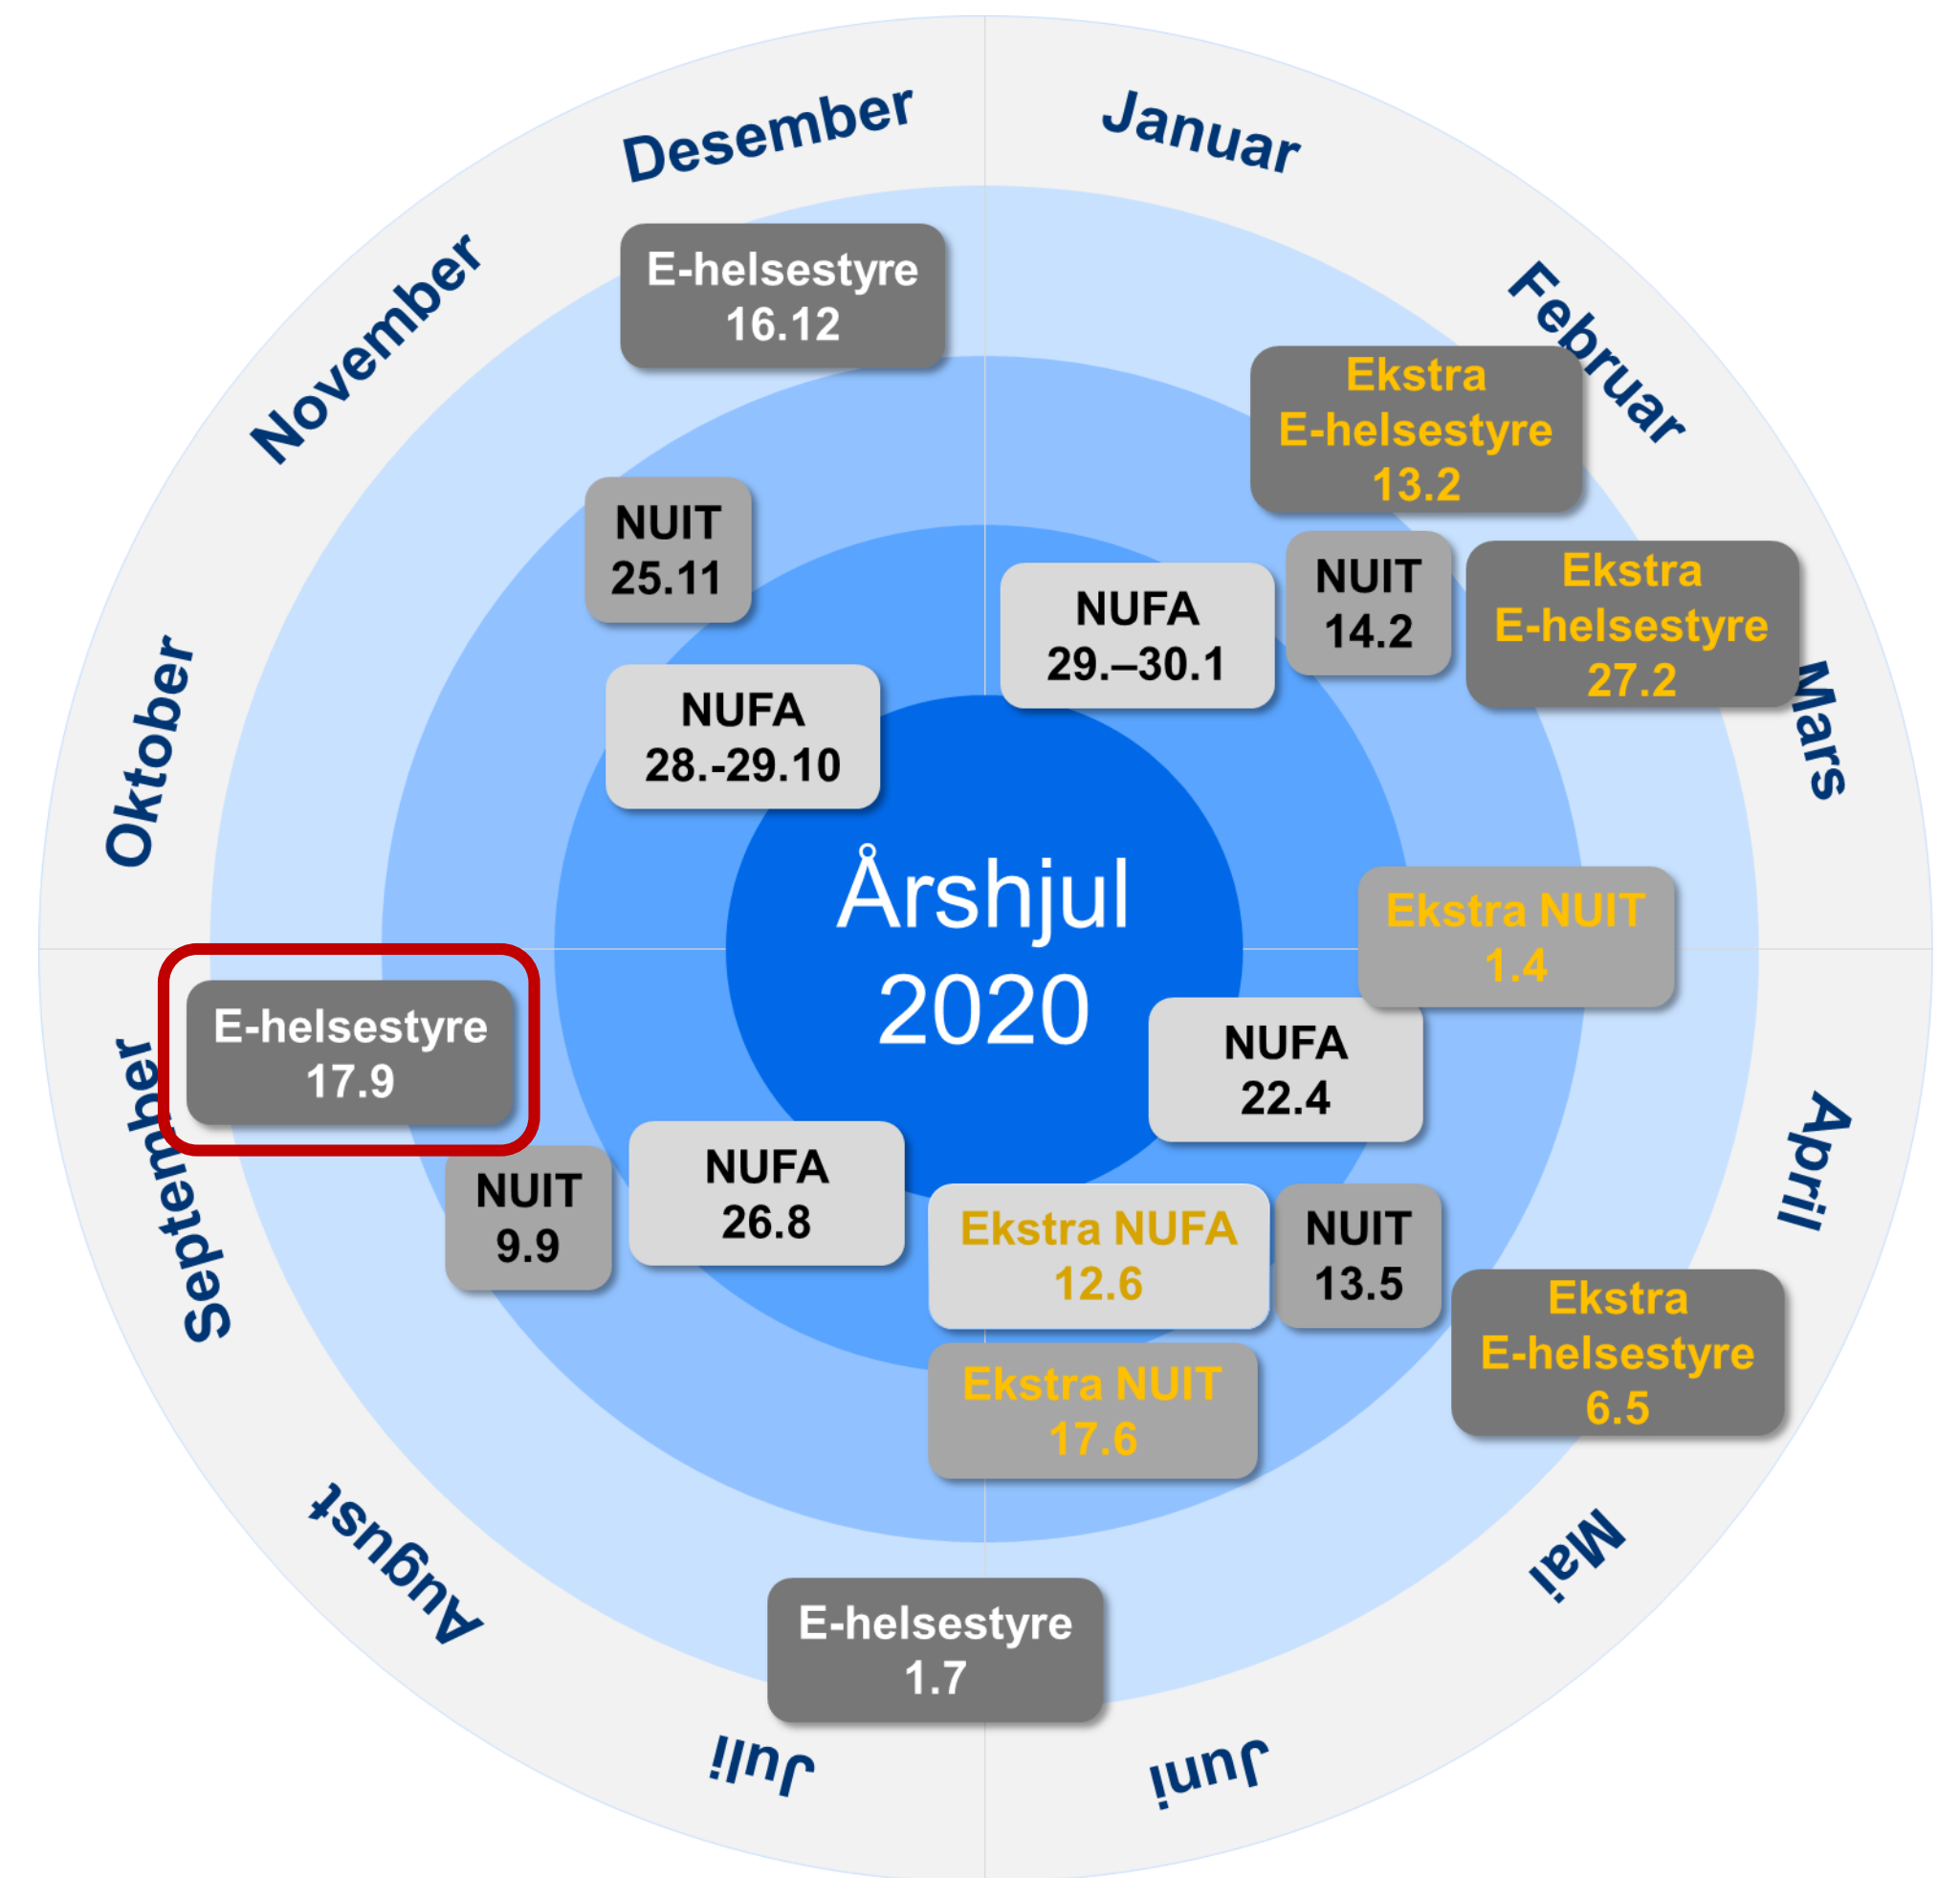 Desember
Januar
Februar
Mars
April
Mai
Juni
Juli
August
September
Oktober
November
E-helsestyre
16.12
Ekstra
E-helsestyre
13.2
NUIT
25.11
NUIT
14.2
Ekstra
E-helsestyre
27.2
NUFA
29.–30.1
NUFA
28.-29.10
Årshjul
2020
Ekstra NUIT
1.4
E-helsestyre
17.9
NUFA
22.4
NUIT
9.9
NUFA
26.8
Ekstra NUFA
12.6
NUIT
13.5
Ekstra
E-helsestyre
6.5
Ekstra NUIT
17.6
E-helsestyre
1.7